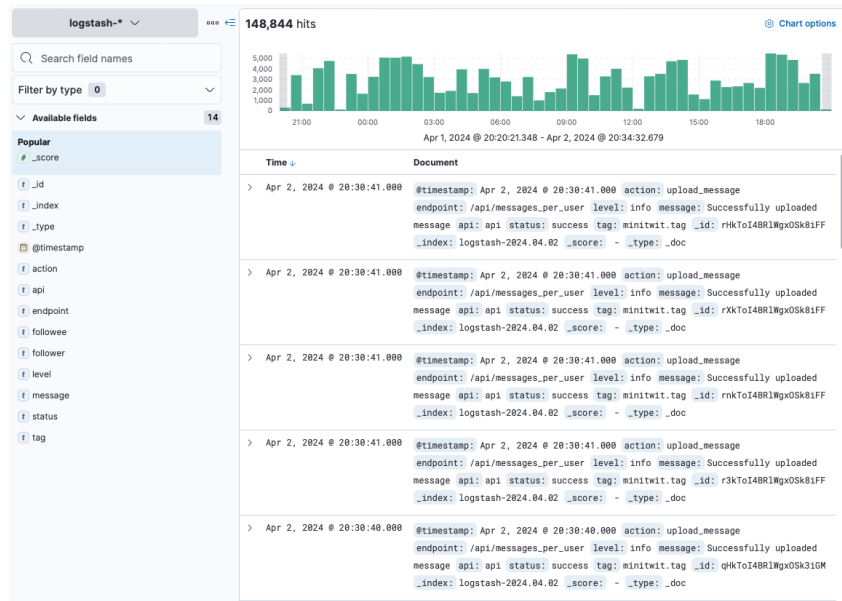 logstash-*
148,844 hits
Chart options
Search field names
Filter by type 0
Available fields 14
Popular
# _score
t _id
t _index
t _type
@timestamp
t action
t api
t endpoint
t followee
t follower
t level
t message
t status
t tag
5,000
4,000
3,000
2,000
1,000
0
21:00 00:00 03:00 06:00 09:00 12:00 15:00 18:00
Apr 1, 2024 @ 20:20:21.348 - Apr 2, 2024 @ 20:34:32.679
Time Document
Apr 2, 2024 @ 20:30:41.000 @timestamp: Apr 2, 2024 @ 20:30:41.000 action: upload_message
endpoint: /api/messages_per_user level: info message: Successfully uploaded
message api: api status: success tag: minitwit.tag _id: rHkToI4BRlWgxOSk8iFF
_index: logstash-2024.04.02 _score: - _type: _doc
Apr 2, 2024 @ 20:30:41.000 @timestamp: Apr 2, 2024 @ 20:30:41.000 action: upload_message
endpoint: /api/messages_per_user level: info message: Successfully uploaded
message api: api status: success tag: minitwit.tag _id: rXkToI4BRlWgxOSk8iFF
_index: logstash-2024.04.02 _score: - _type: _doc
Apr 2, 2024 @ 20:30:41.000 @timestamp: Apr 2, 2024 @ 20:30:41.000 action: upload_message
endpoint: /api/messages_per_user level: info message: Successfully uploaded
message api: api status: success tag: minitwit.tag _id: rnkToI4BRlWgxOSk8iFF
_index: logstash-2024.04.02 _score: - _type: _doc
Apr 2, 2024 @ 20:30:41.000 @timestamp: Apr 2, 2024 @ 20:30:41.000 action: upload_message
endpoint: /api/messages_per_user level: info message: Successfully uploaded
message api: api status: success tag: minitwit.tag _id: r3kToI4BRlWgxOSk8iFF
_index: logstash-2024.04.02 _score: - _type: _doc
Apr 2, 2024 @ 20:30:40.000 @timestamp: Apr 2, 2024 @ 20:30:40.000 action: upload_message
endpoint: /api/messages_per_user level: info message: Successfully uploaded
message api: api status: success tag: minitwit.tag _id: qHkToI4BRlWgxOSk3iGM
_index: logstash-2024.04.02 _score: - _type: _doc